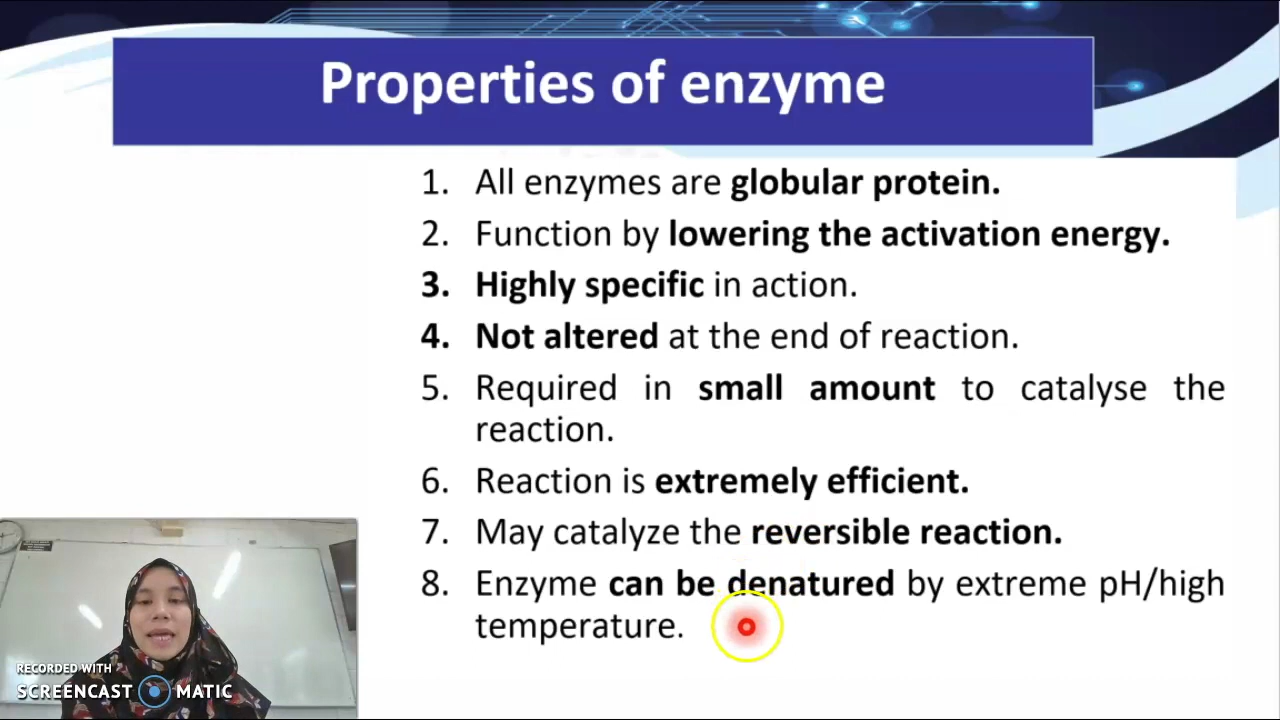 Properties of enzyme
1. All enzymes are globular protein.
2. Function by lowering the activation energy.
3. Highly specific in action.
4. Not altered at the end of reaction.
5. Required in small amount to catalyse the
reaction.
6. Reaction is extremely efficient.
7. May catalyze the reversible reaction.
8. Enzyme can be denatured by extreme pH/high
temperature.
RECORDED WITH
SCREENCAST MATIC